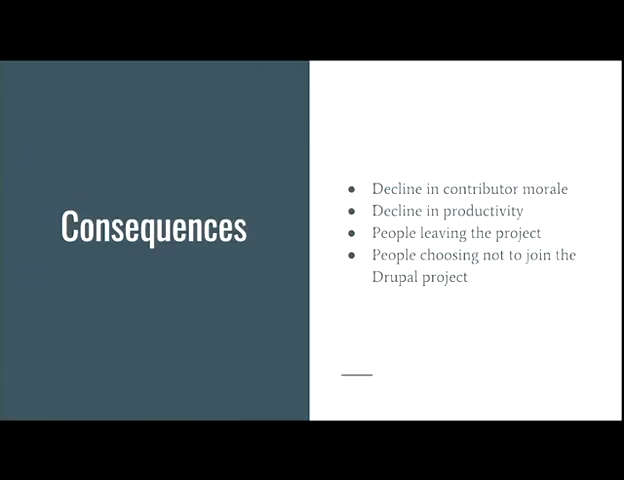 Consequences
● Decline in contributor morale
● Decline in productivity
● People leaving the project
● People choosing not to join the
Drupal project